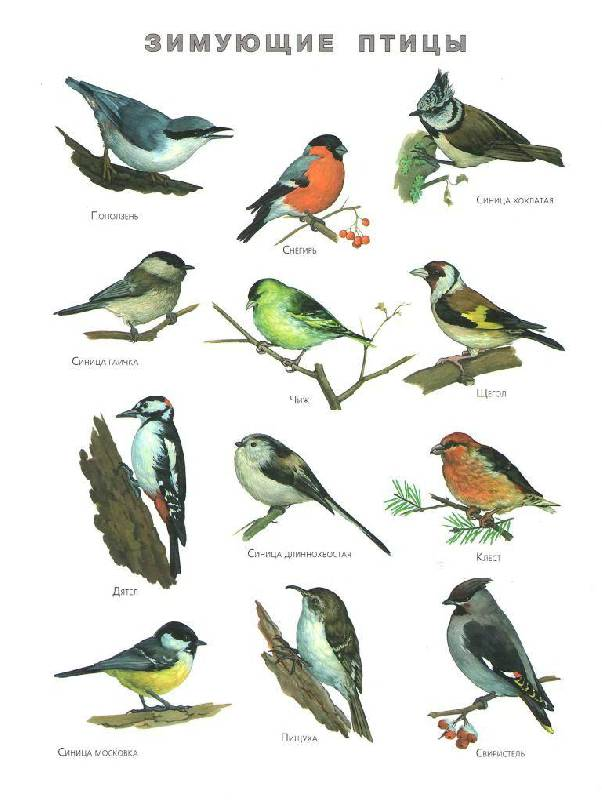 ЗИМУЮЩИЕ ПТИЦЫ
Поползень
Снегирь
Синица хохлатая
Синица гаичка
Чиж
Щегол
Дятел
Синица длиннохвостая
Клест
Синица московка
Пищуха
Свиристель